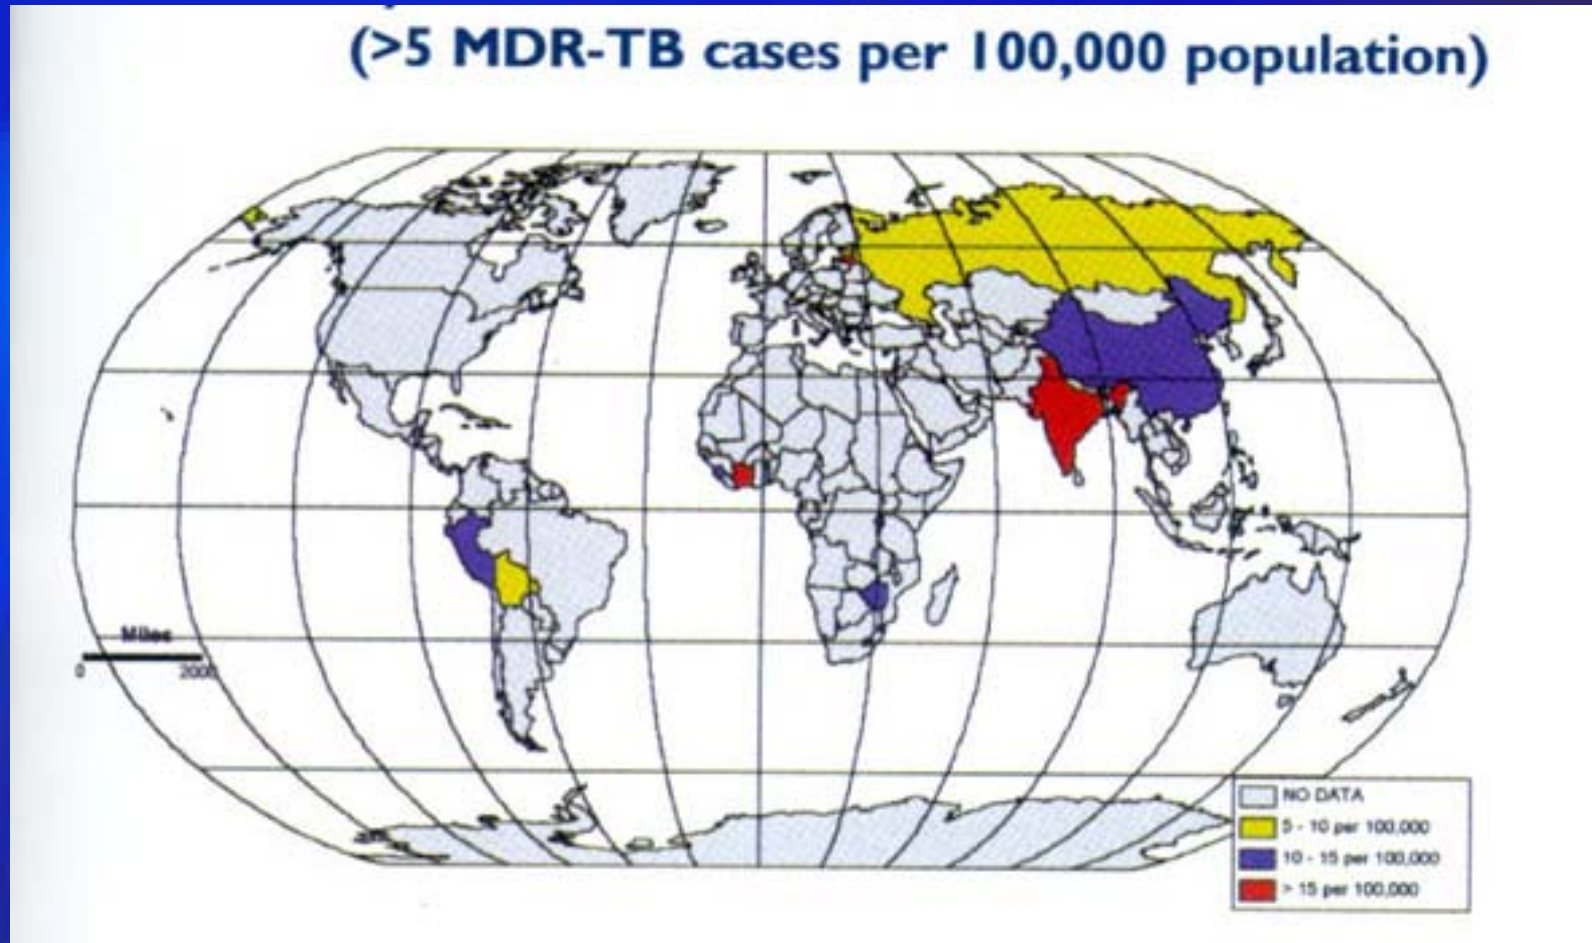 (>5 MDR-TB cases per 100,000 population)
Miles
0 2000
NO DATA
5 - 10 per 100,000
10 - 15 per 100,000
> 15 per 100,000